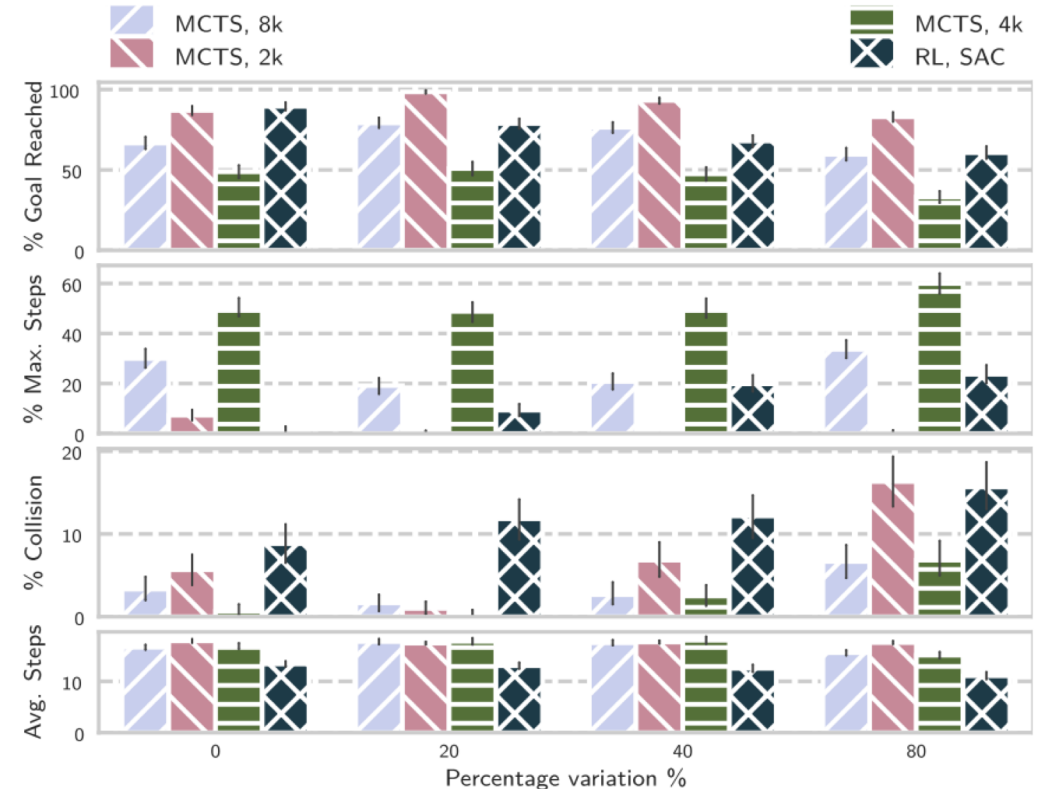 MCTS, 8k
MCTS, 2k
MCTS, 4k
RL, SAC
% Goal Reached
100
50
0
% Max. Steps
60
40
20
0
% Collision
20
10
0
Avg. Steps
10
0
0 20 40 80
Percentage variation %